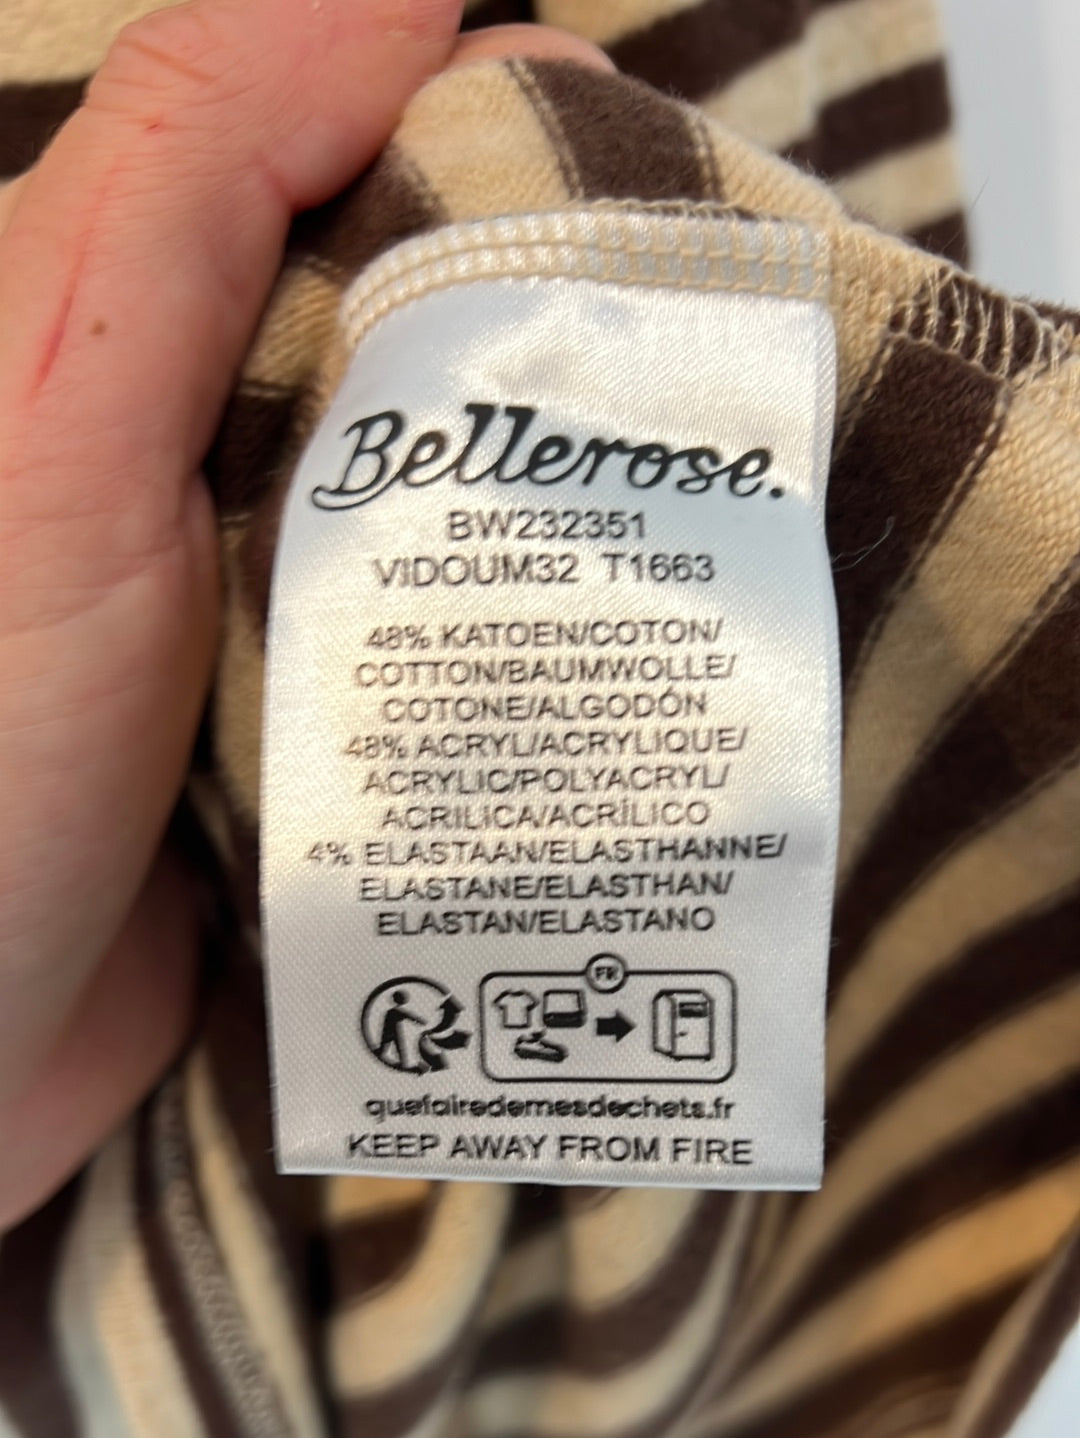 Bellerose.
BW232351
VIDOUM32 T1663
48% KATOEN/COTON/
COTTON/BAUMWOLLE/
COTONE/ALGODÓN
48% ACRYL/ACRYLIQUE/
ACRYLIC/POLYACRYL/
ACRILICA/ACRÍLICO
4% ELASTAAN/ELASTHANNE/
ELASTANE/ELASTHAN/
ELASTAN/ELASTANO
FR
quefairedemesdechets.fr
KEEP AWAY FROM FIRE